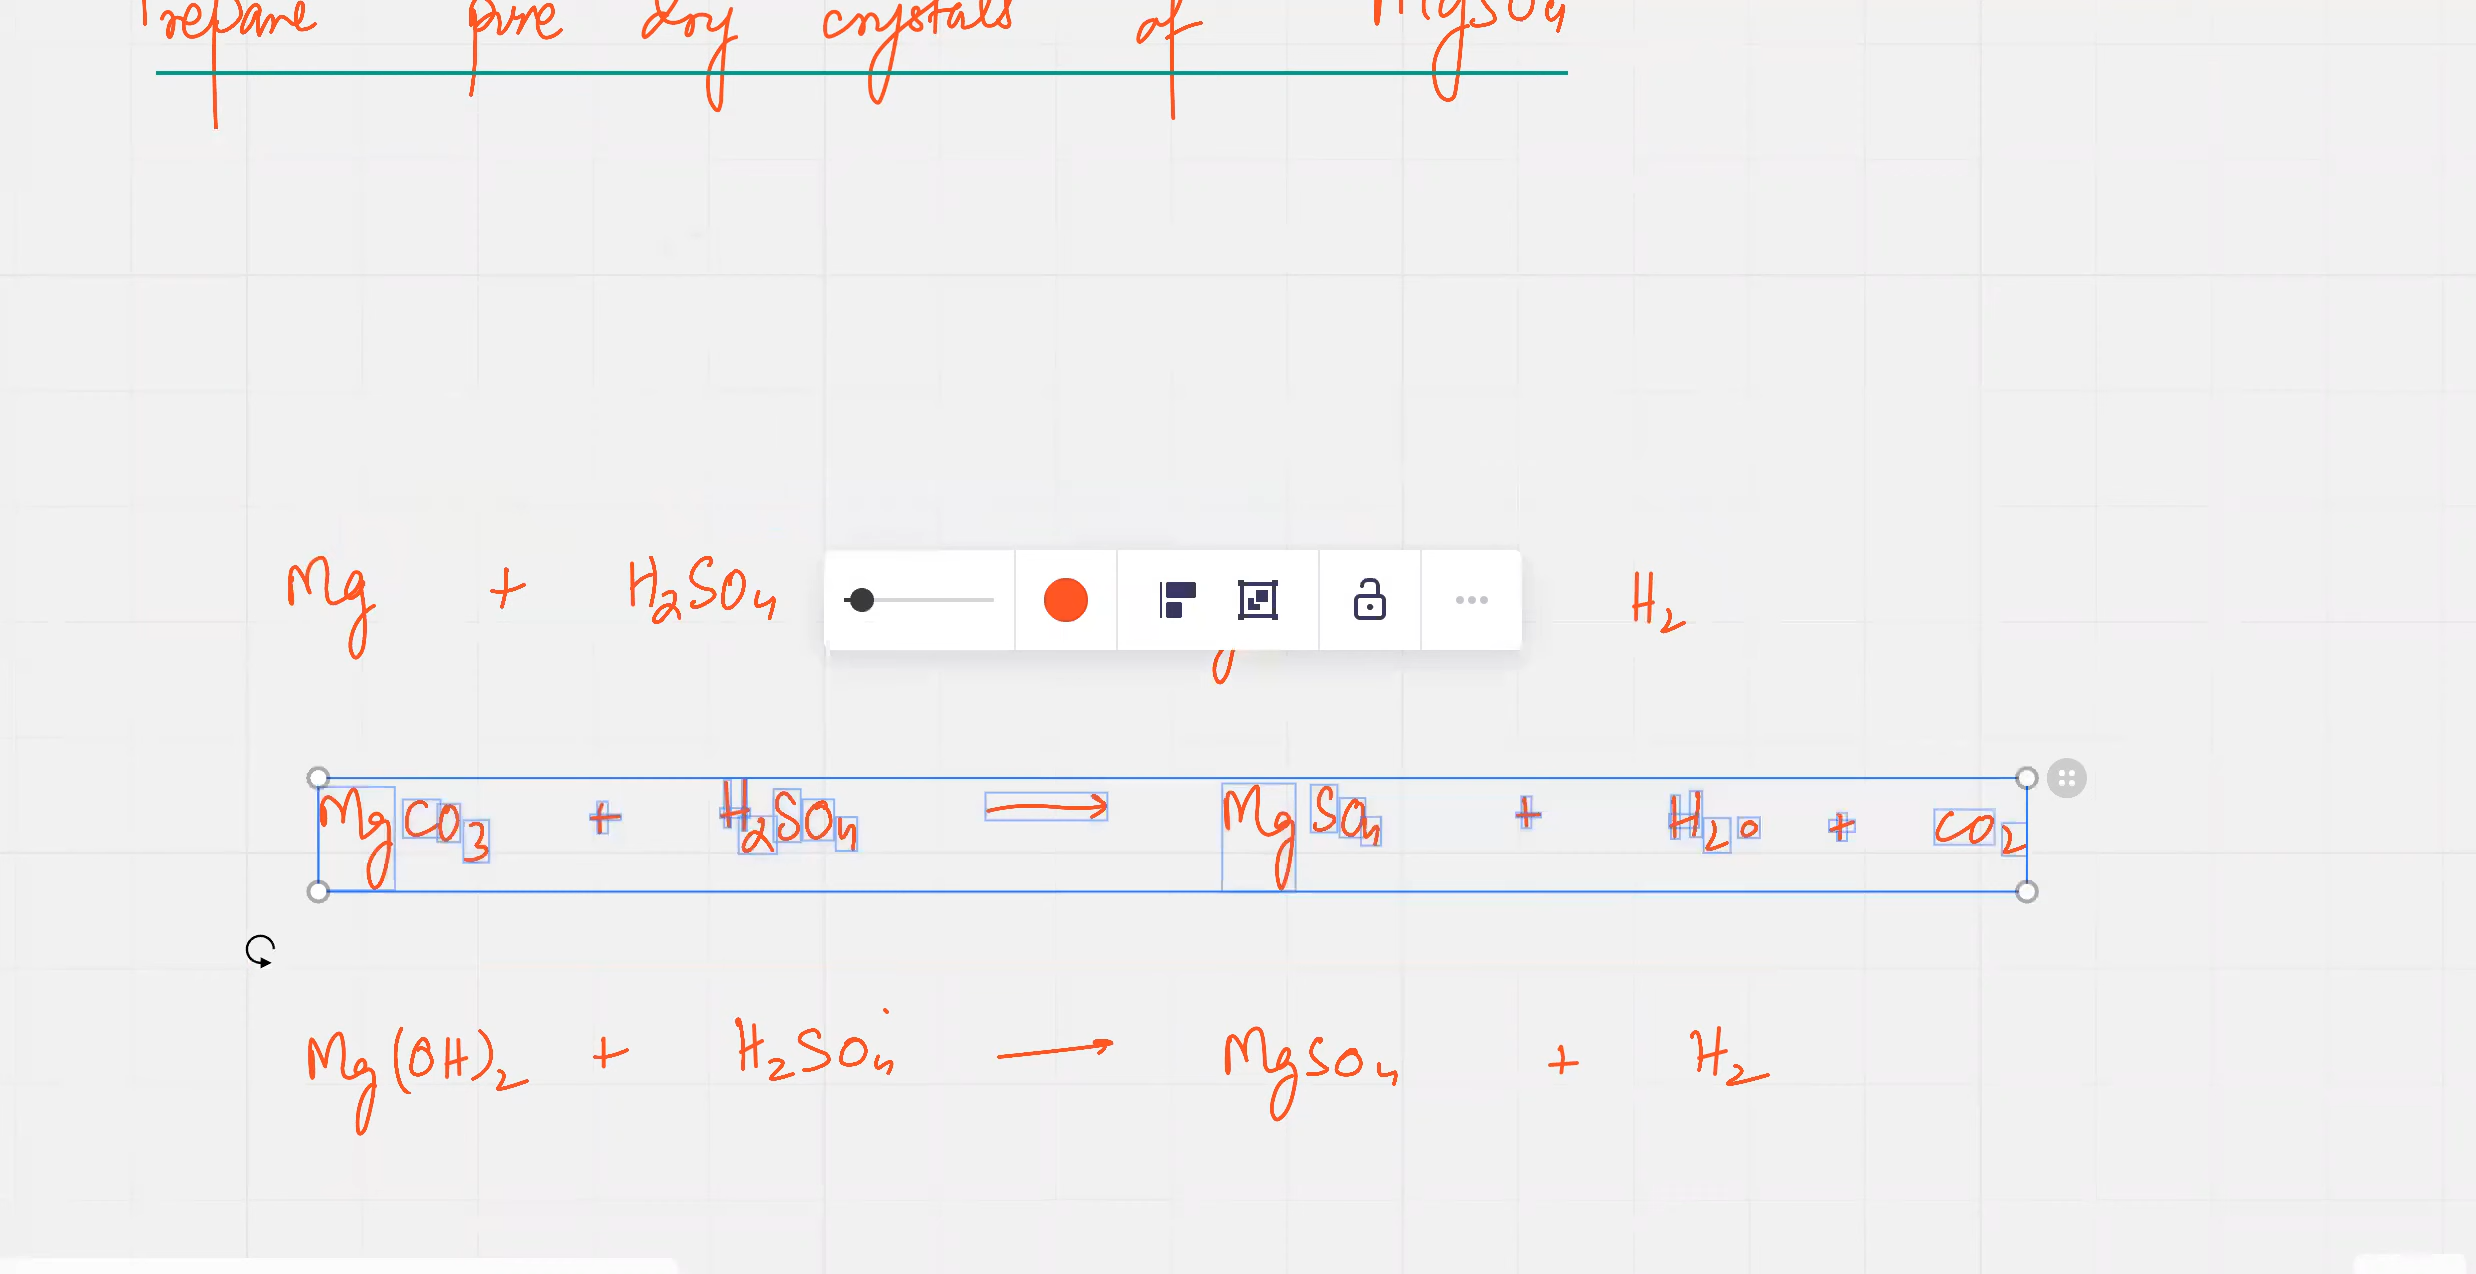 Prepare pure dry crystals of MgSO4
Mg + H2SO4 H2
MgCO3 + H2SO4 → MgSO4 + H2O + CO2
Mg(OH)2 + H2SO4 → MgSO4 + H2